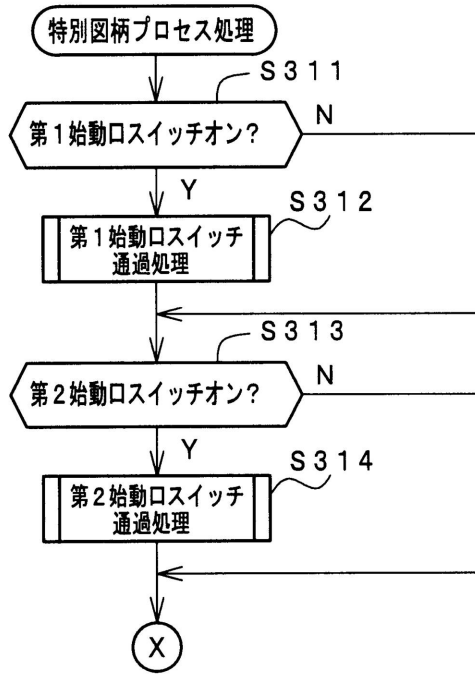 特別図柄プロセス処理
S311
第1始動口スイッチオン?
N
Y
S312
第1始動口スイッチ
通過処理
S313
第2始動口スイッチオン?
N
Y
S314
第2始動口スイッチ
通過処理
X